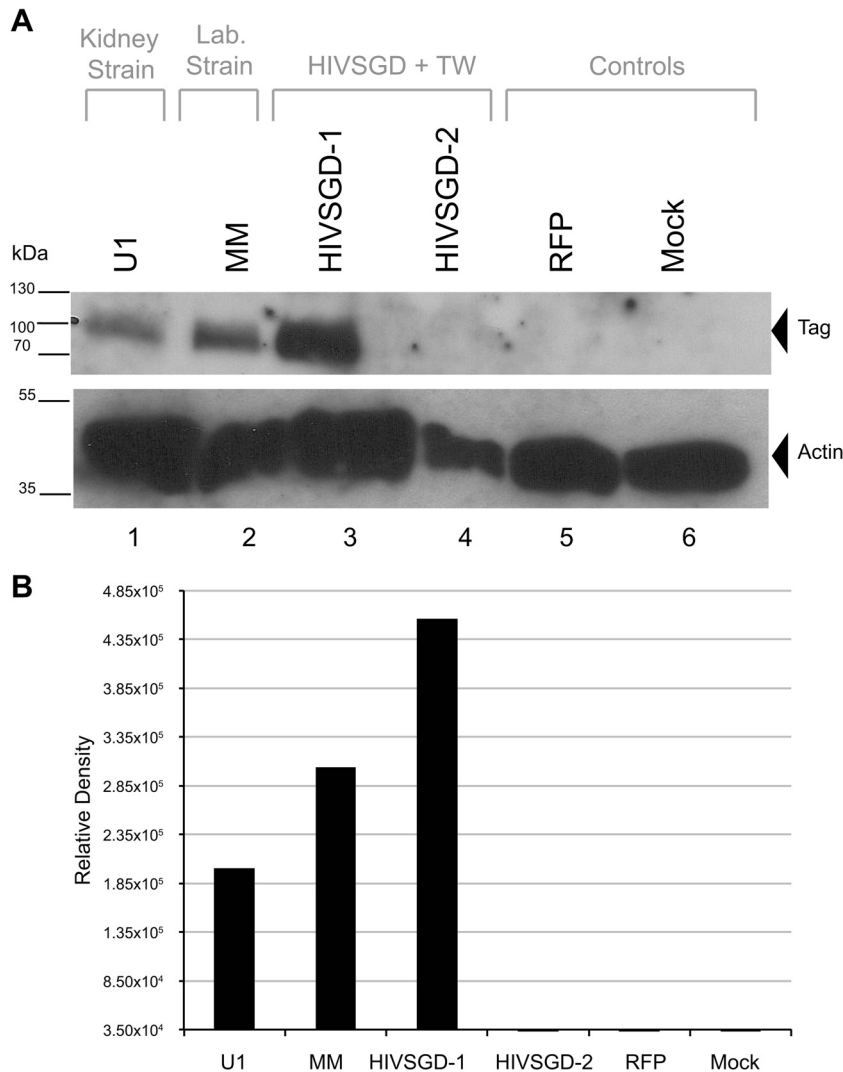 A
Kidney
Strain
Lab.
Strain
HIVSGD + TW
Controls
kDa
U1
MM
HIVSGD-1
HIVSGD-2
RFP
Mock
130
100
70
Tag
55
35
Actin
1 2 3 4 5 6
B
Relative Density
4.85x10⁵
4.35x10⁵
3.85x10⁵
3.35x10⁵
2.85x10⁵
2.35x10⁵
1.85x10⁵
1.35x10⁵
8.50x10⁴
3.50x10⁴
U1 MM HIVSGD-1 HIVSGD-2 RFP Mock